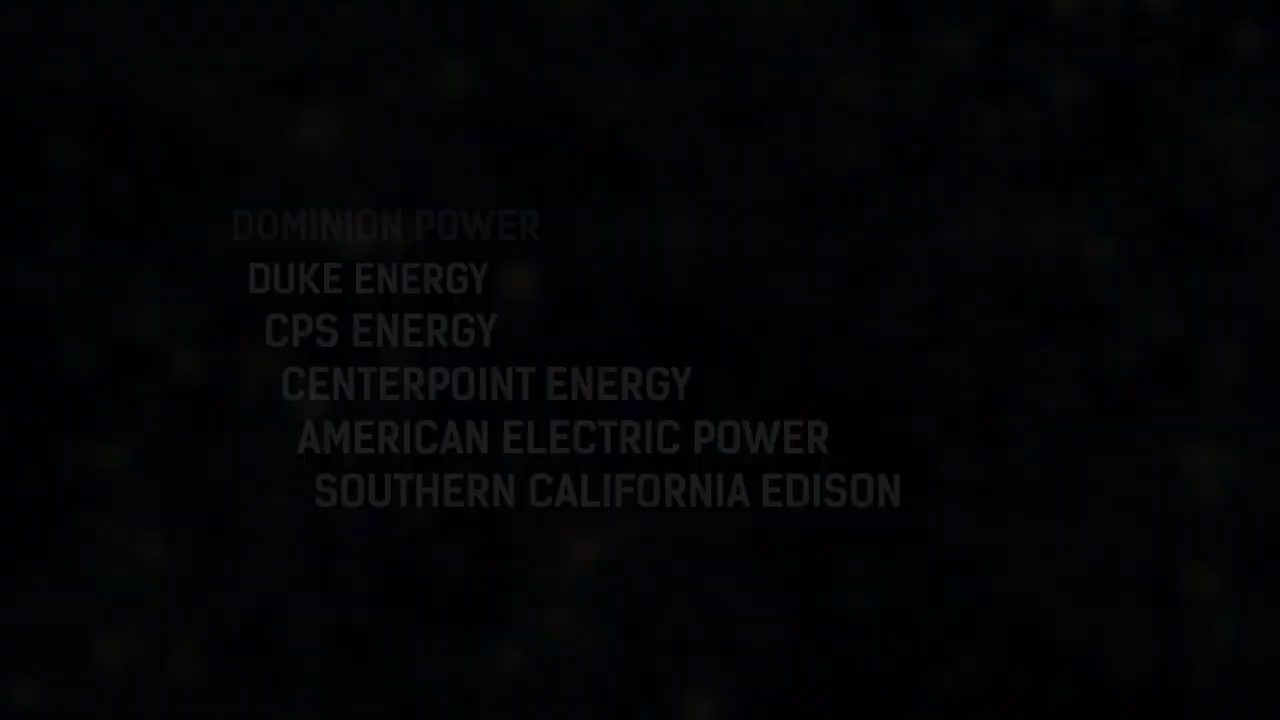 DOMINION POWER
DUKE ENERGY
CPS ENERGY
CENTERPOINT ENERGY
AMERICAN ELECTRIC POWER
SOUTHERN CALIFORNIA EDISON